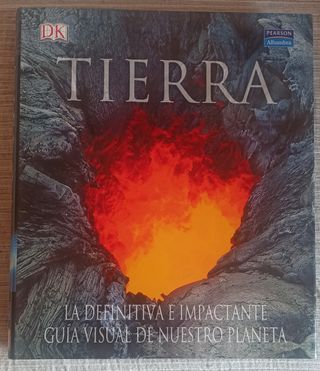 DK
PEARSON
Alhambra
TIERRA
LA DEFINITIVA E IMPACTANTE
GUÍA VISUAL DE NUESTRO PLANETA